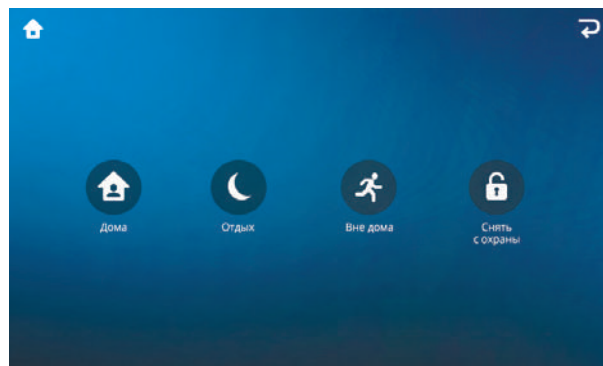 Дома
Отдых
Вне дома
Снять
с охраны